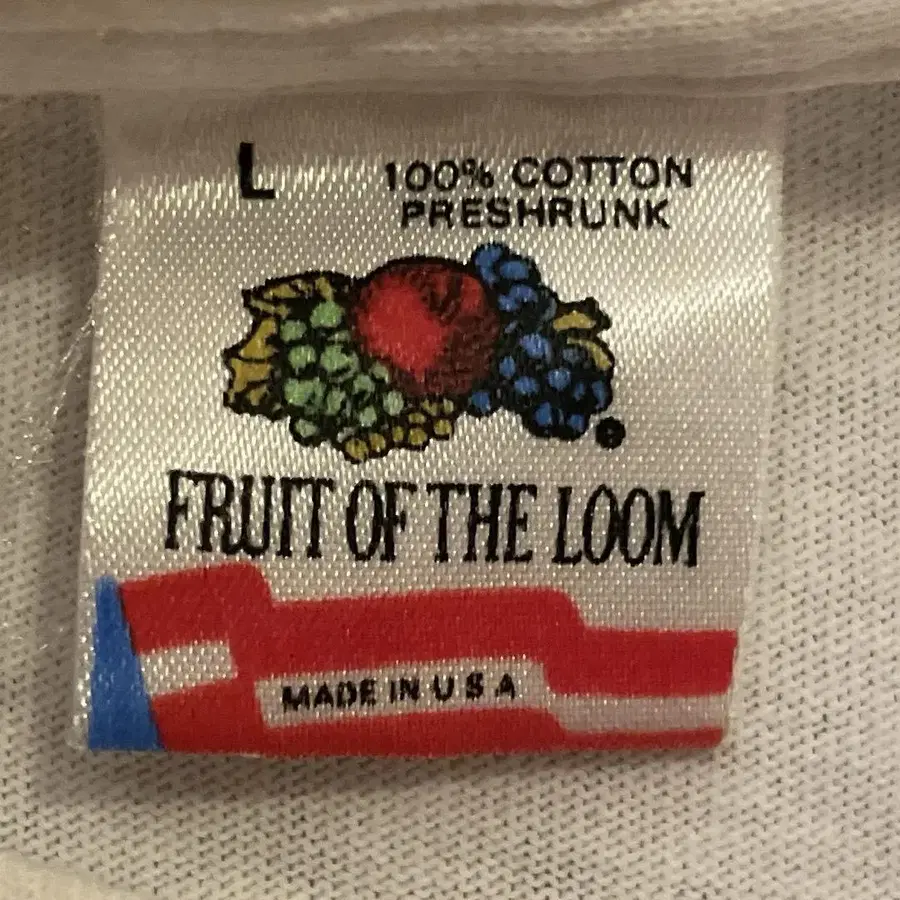 L
100% COTTON
PRESHRUNK
FRUIT OF THE LOOM
MADE IN U S A